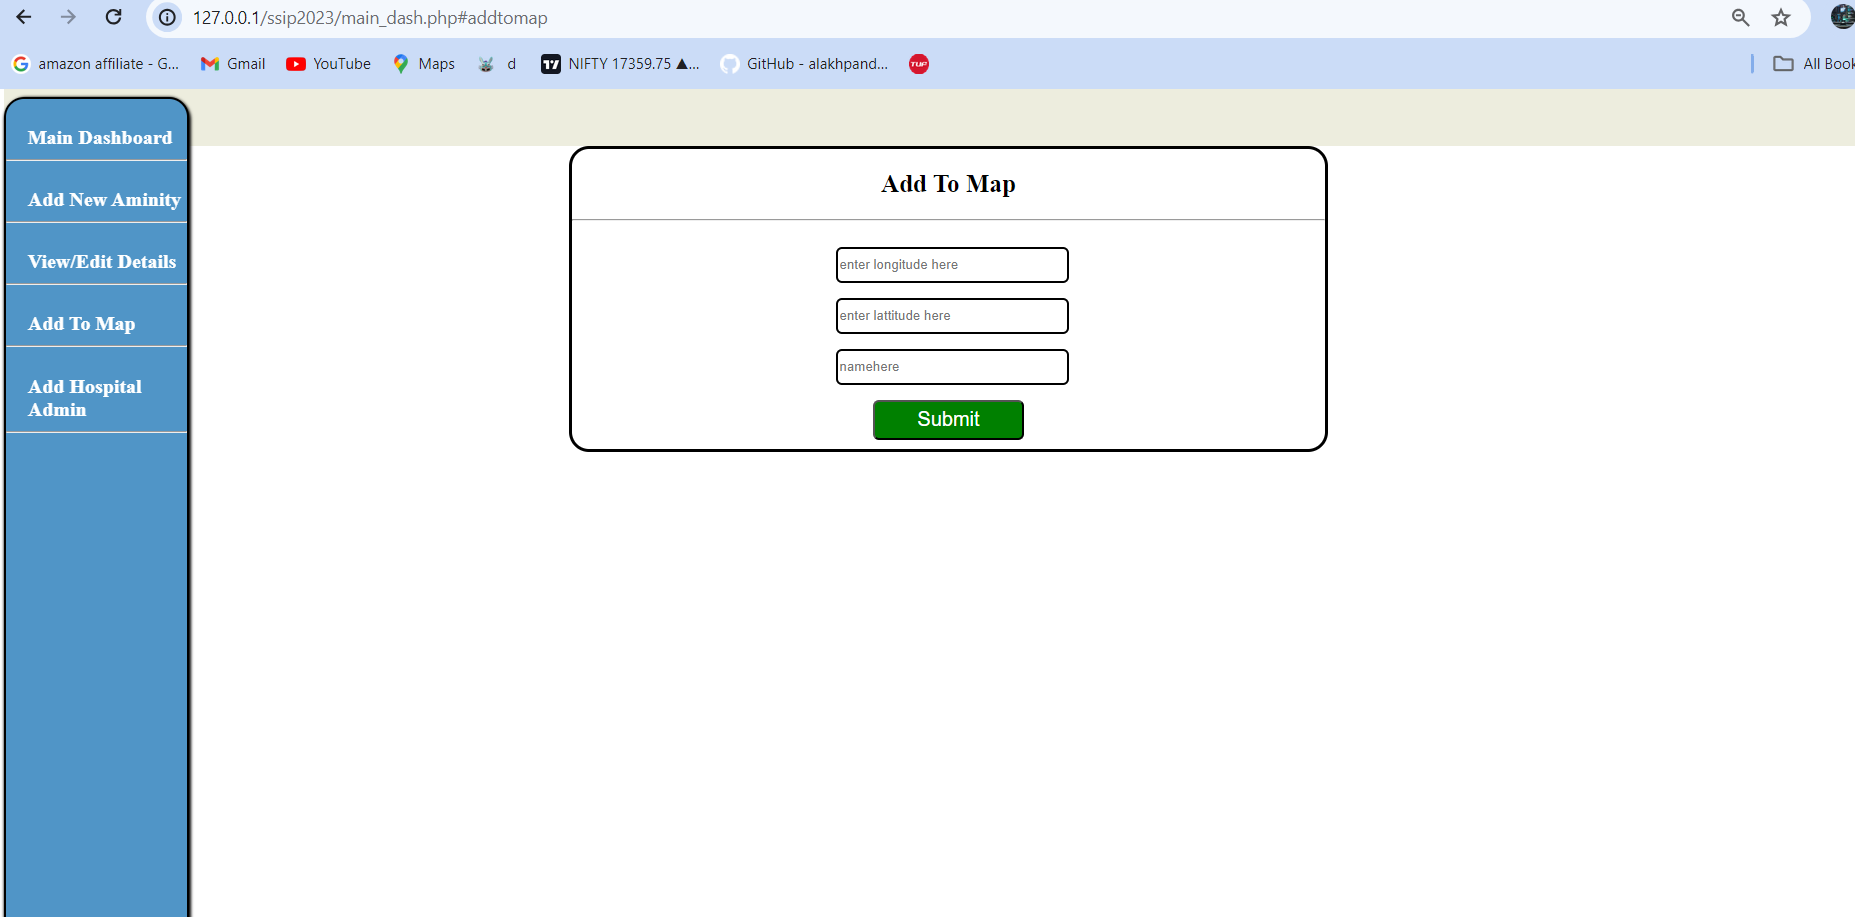 127.0.0.1/ssip2023/main_dash.php#addtomap
amazon affiliate - G... Gmail YouTube Maps d NIFTY 17359.75 ▲... GitHub - alakhpand... TUF All Book
Main Dashboard
Add New Aminity
View/Edit Details
Add To Map
Add Hospital
Admin
Add To Map
enter longitude here
enter lattitude here
namehere
Submit